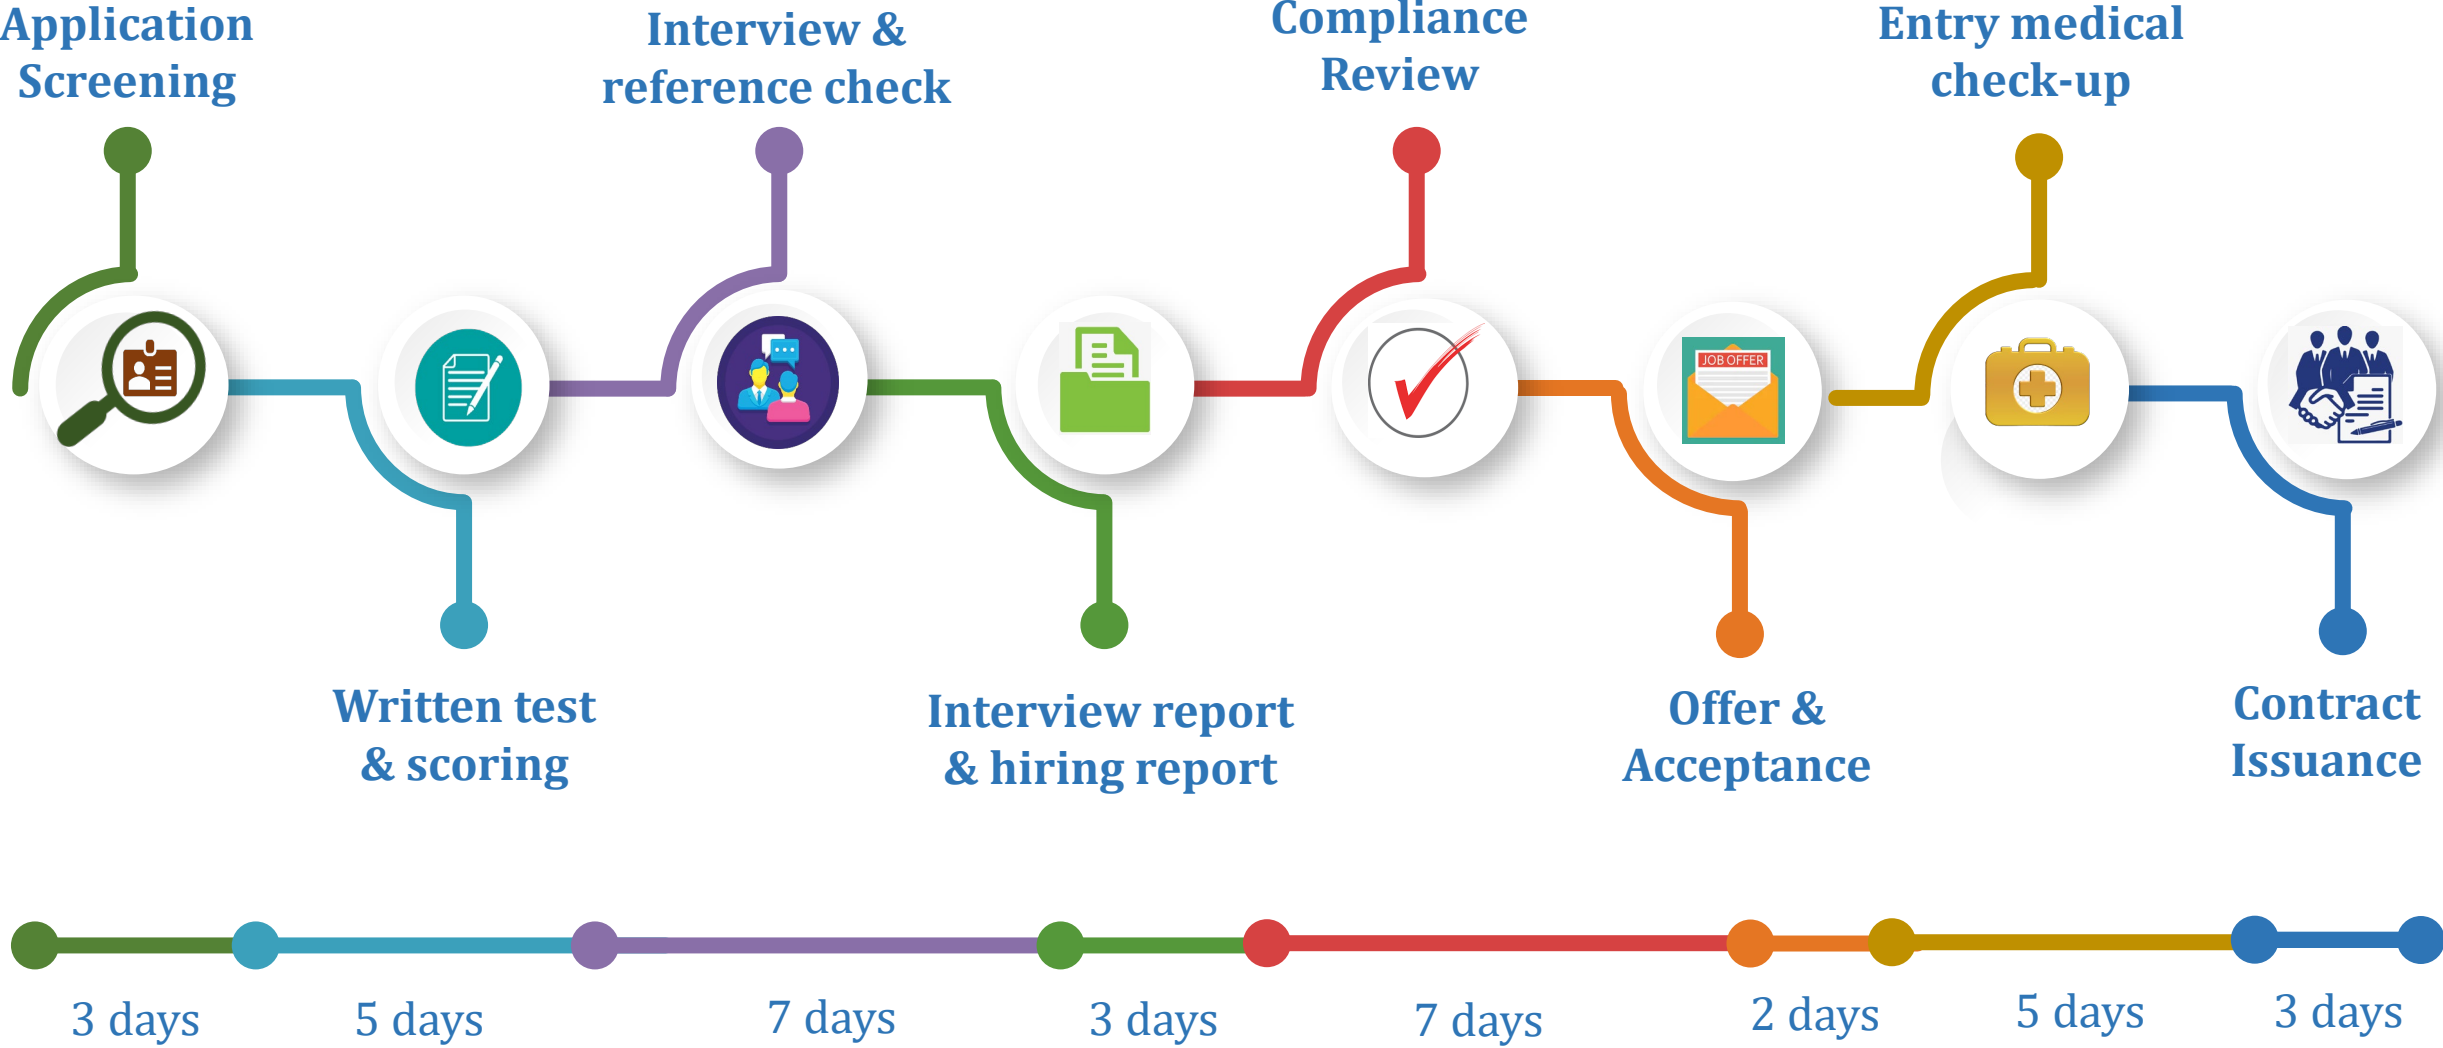 Application
Screening
Interview &
reference check
Compliance
Review
Entry medical
check-up
JOB OFFER
Written test
& scoring
Interview report
& hiring report
Offer &
Acceptance
Contract
Issuance
3 days
5 days
7 days
3 days
7 days
2 days
5 days
3 days